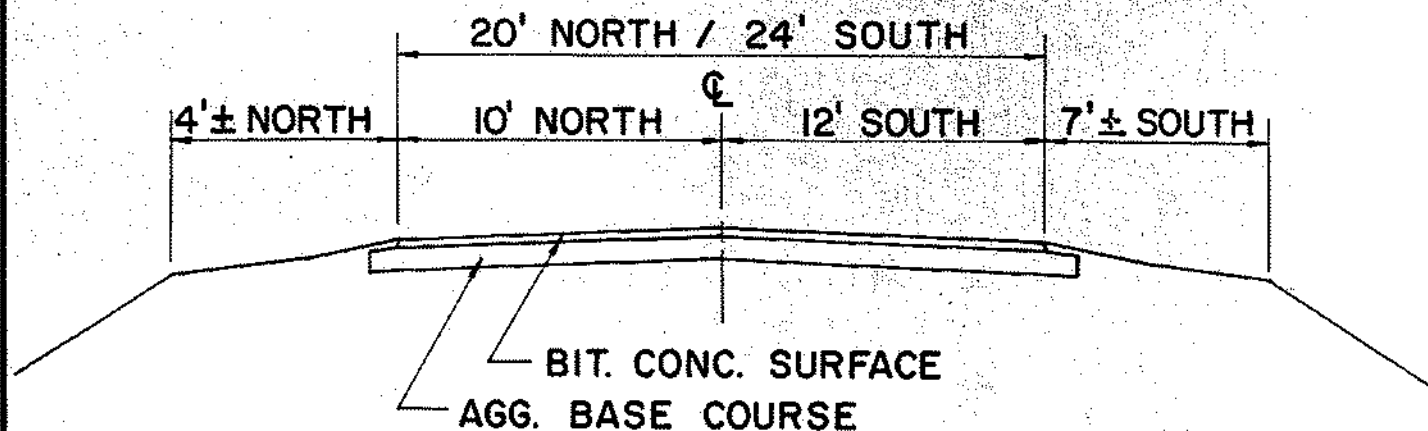 20' NORTH / 24' SOUTH
℄
4'± NORTH 10' NORTH 12' SOUTH 7'± SOUTH
BIT. CONC. SURFACE
AGG. BASE COURSE